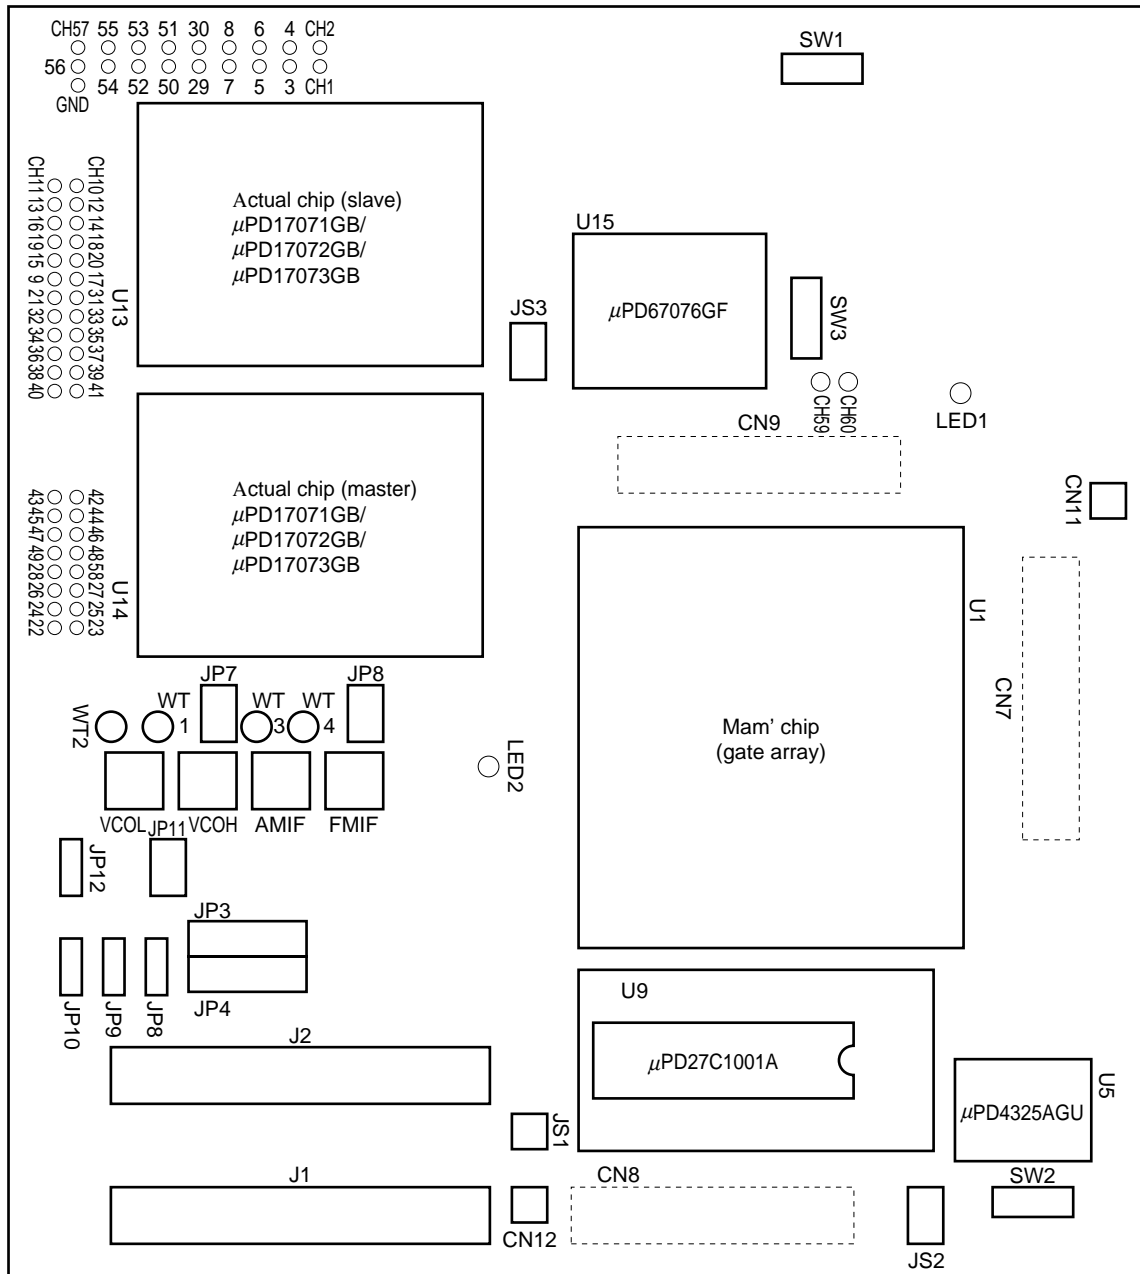 CH57 55 53 51 30 8 6 4 CH2
56
54 52 50 29 7 5 3 CH1
GND
SW1
CH11 CH10
13 12
16 14
19 18
15 20
9 17
21 31
32 33
34 35
36 37
38 39
40 41
U13
Actual chip (slave)
μPD17071GB/
μPD17072GB/
μPD17073GB
JS3
U15
μPD67076GF
SW3
CH59
CH60
LED1
CN9
CN11
43 42
45 44
47 46
49 48
28 58
26 27
24 25
22 23
U14
Actual chip (master)
μPD17071GB/
μPD17072GB/
μPD17073GB
U1
Mam' chip
(gate array)
CN7
JP7
JP8
WT2
WT
1
WT
3
WT
4
LED2
VCOL
VCOH
AMIF
FMIF
JP11
JP12
JP3
JP4
JP10
JP9
JP8
J2
U9
μPD27C1001A
U5
μPD4325AGU
JS1
J1
CN12
CN8
JS2
SW2